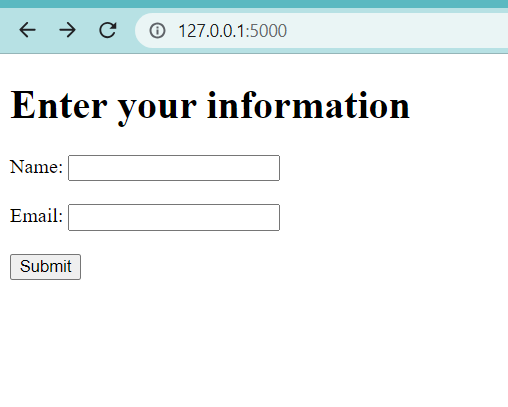 127.0.0.1:5000
Enter your information
Name:
Email:
Submit